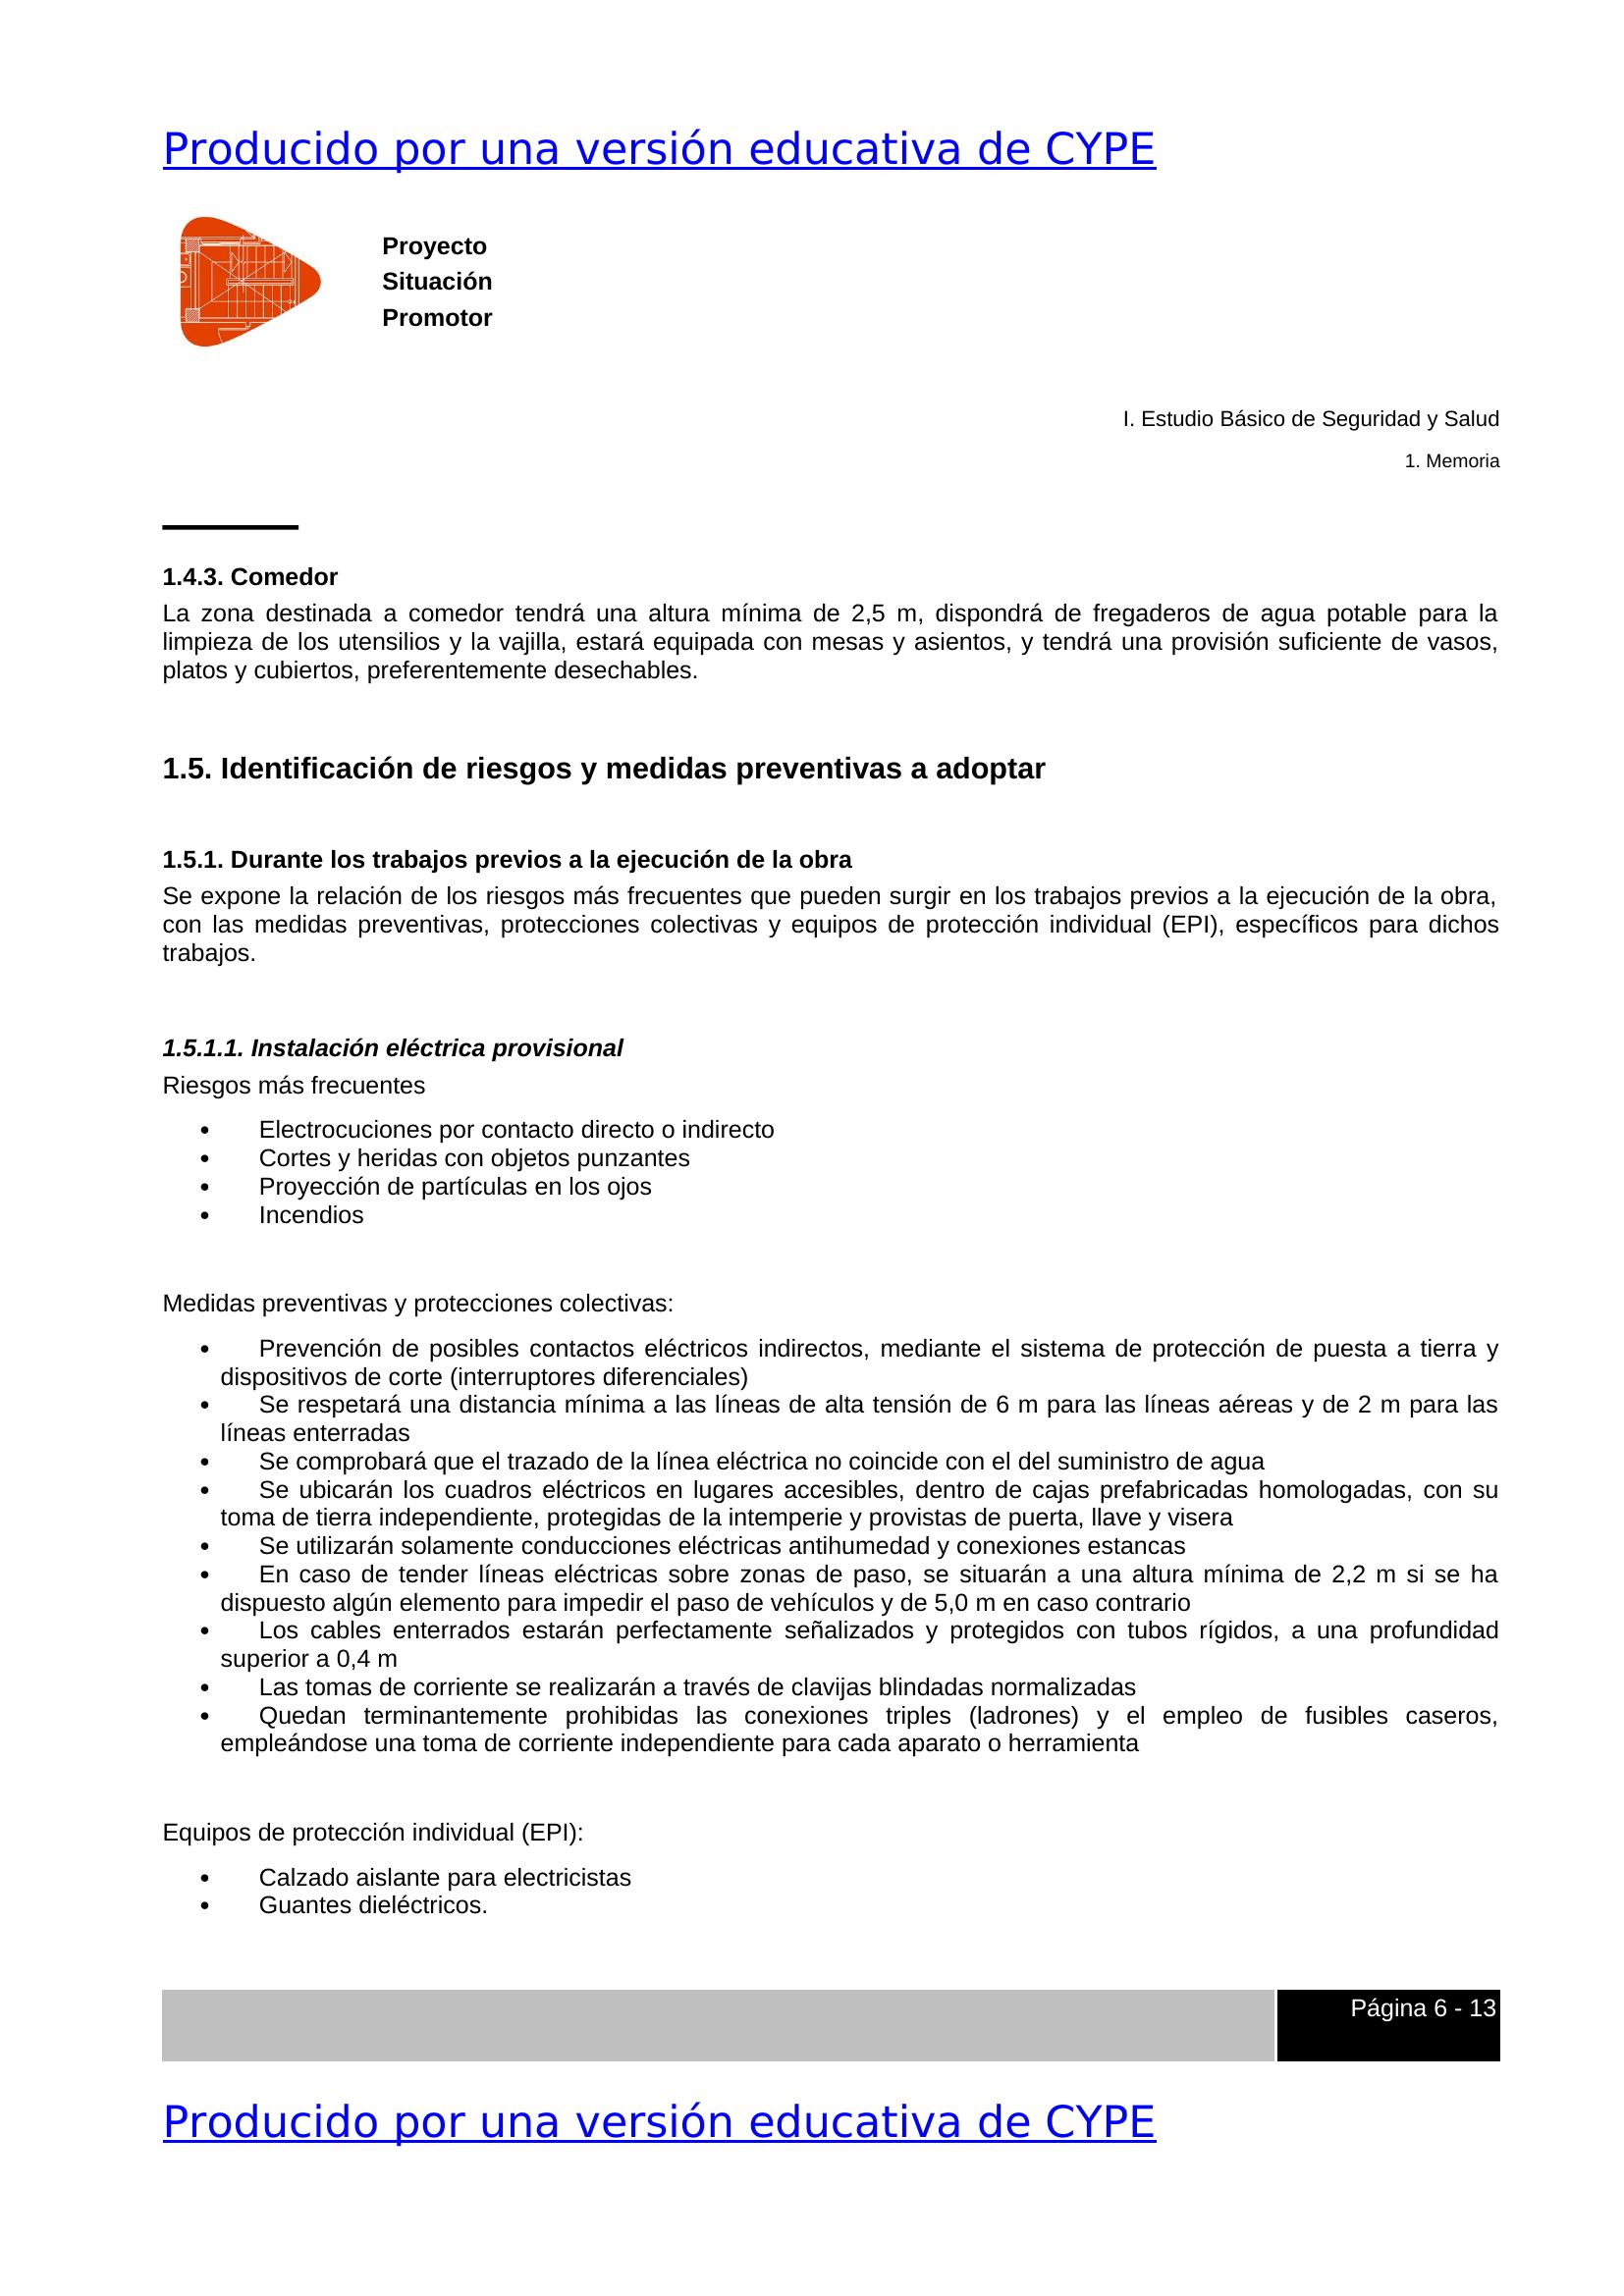 Producido por una versión educativa de CYPE
Proyecto
Situación
Promotor
I. Estudio Básico de Seguridad y Salud
1. Memoria
1.4.3. Comedor
La zona destinada a comedor tendrá una altura mínima de 2,5 m, dispondrá de fregaderos de agua potable para la
limpieza de los utensilios y la vajilla, estará equipada con mesas y asientos, y tendrá una provisión suficiente de vasos,
platos y cubiertos, preferentemente desechables.
1.5. Identificación de riesgos y medidas preventivas a adoptar
1.5.1. Durante los trabajos previos a la ejecución de la obra
Se expone la relación de los riesgos más frecuentes que pueden surgir en los trabajos previos a la ejecución de la obra,
con las medidas preventivas, protecciones colectivas y equipos de protección individual (EPI), específicos para dichos
trabajos.
1.5.1.1. Instalación eléctrica provisional
Riesgos más frecuentes
• Electrocuciones por contacto directo o indirecto
• Cortes y heridas con objetos punzantes
• Proyección de partículas en los ojos
• Incendios
Medidas preventivas y protecciones colectivas:
• Prevención de posibles contactos eléctricos indirectos, mediante el sistema de protección de puesta a tierra y
dispositivos de corte (interruptores diferenciales)
• Se respetará una distancia mínima a las líneas de alta tensión de 6 m para las líneas aéreas y de 2 m para las
líneas enterradas
• Se comprobará que el trazado de la línea eléctrica no coincide con el del suministro de agua
• Se ubicarán los cuadros eléctricos en lugares accesibles, dentro de cajas prefabricadas homologadas, con su
toma de tierra independiente, protegidas de la intemperie y provistas de puerta, llave y visera
• Se utilizarán solamente conducciones eléctricas antihumedad y conexiones estancas
• En caso de tender líneas eléctricas sobre zonas de paso, se situarán a una altura mínima de 2,2 m si se ha
dispuesto algún elemento para impedir el paso de vehículos y de 5,0 m en caso contrario
• Los cables enterrados estarán perfectamente señalizados y protegidos con tubos rígidos, a una profundidad
superior a 0,4 m
• Las tomas de corriente se realizarán a través de clavijas blindadas normalizadas
• Quedan terminantemente prohibidas las conexiones triples (ladrones) y el empleo de fusibles caseros,
empleándose una toma de corriente independiente para cada aparato o herramienta
Equipos de protección individual (EPI):
• Calzado aislante para electricistas
• Guantes dieléctricos.
Página 6 - 13
Producido por una versión educativa de CYPE